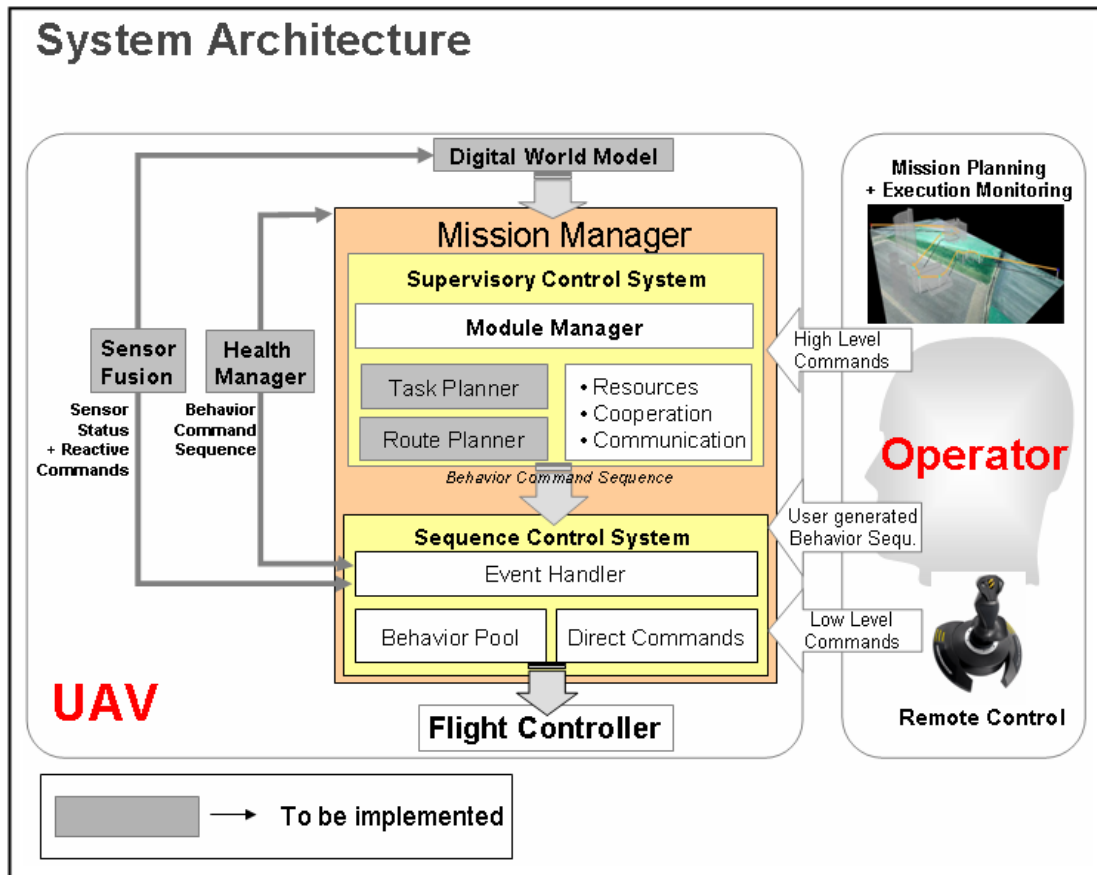 System Architecture
Digital World Model
Mission Manager
Supervisory Control System
Module Manager
Task Planner
Route Planner
• Resources
• Cooperation
• Communication
Behavior Command Sequence
Sequence Control System
Event Handler
Behavior Pool
Direct Commands
Flight Controller
Sensor
Fusion
Sensor
Status
+ Reactive
Commands
Health
Manager
Behavior
Command
Sequence
UAV
Mission Planning
+ Execution Monitoring
High Level
Commands
Operator
User generated
Behavior Sequ.
Low Level
Commands
Remote Control
To be implemented